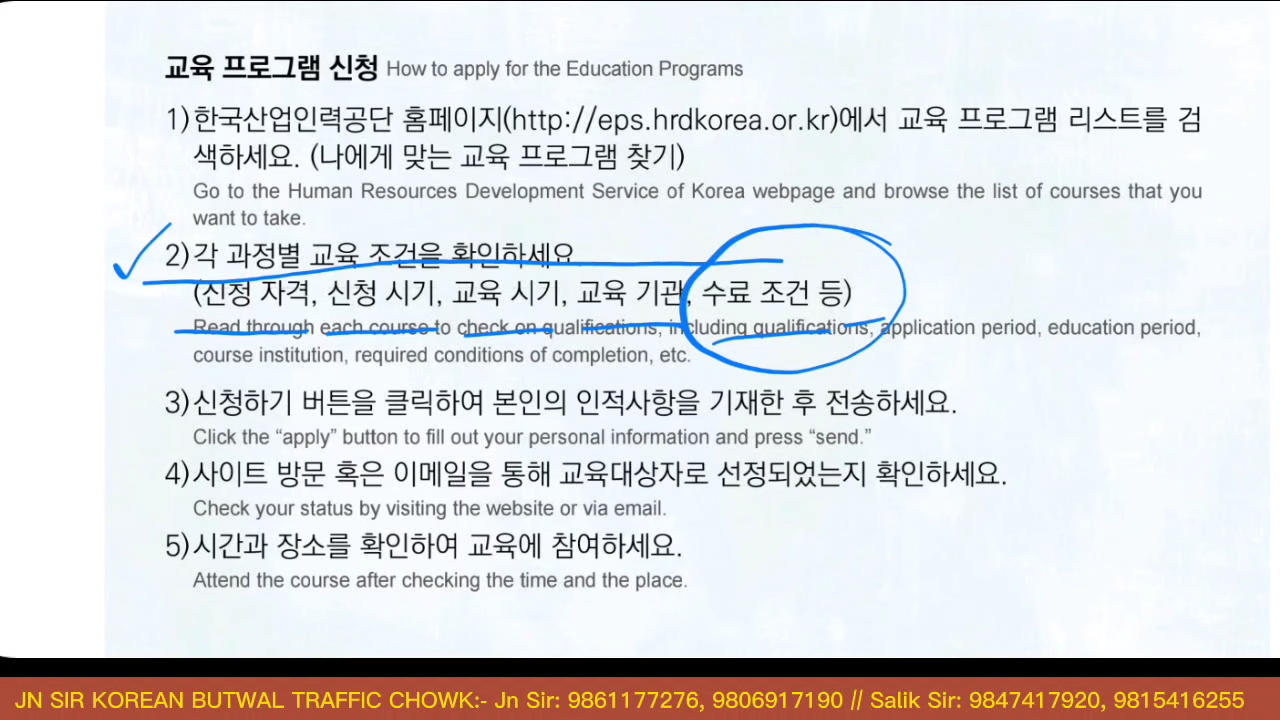 교육 프로그램 신청 How to apply for the Education Programs
1) 한국산업인력공단 홈페이지(http://eps.hrdkorea.or.kr)에서 교육 프로그램 리스트를 검
색하세요. (나에게 맞는 교육 프로그램 찾기)
Go to the Human Resources Development Service of Korea webpage and browse the list of courses that you
want to take.
2) 각 과정별 교육 조건을 확인하세요.
(신청 자격, 신청 시기, 교육 시기, 교육 기관, 수료 조건 등)
Read through each course to check on qualifications, including qualifications, application period, education period,
course institution, required conditions of completion, etc.
3) 신청하기 버튼을 클릭하여 본인의 인적사항을 기재한 후 전송하세요.
Click the “apply” button to fill out your personal information and press “send.”
4) 사이트 방문 혹은 이메일을 통해 교육대상자로 선정되었는지 확인하세요.
Check your status by visiting the website or via email.
5) 시간과 장소를 확인하여 교육에 참여하세요.
Attend the course after checking the time and the place.
JN SIR KOREAN BUTWAL TRAFFIC CHOWK:- Jn Sir: 9861177276, 9806917190 // Salik Sir: 9847417920, 9815416255